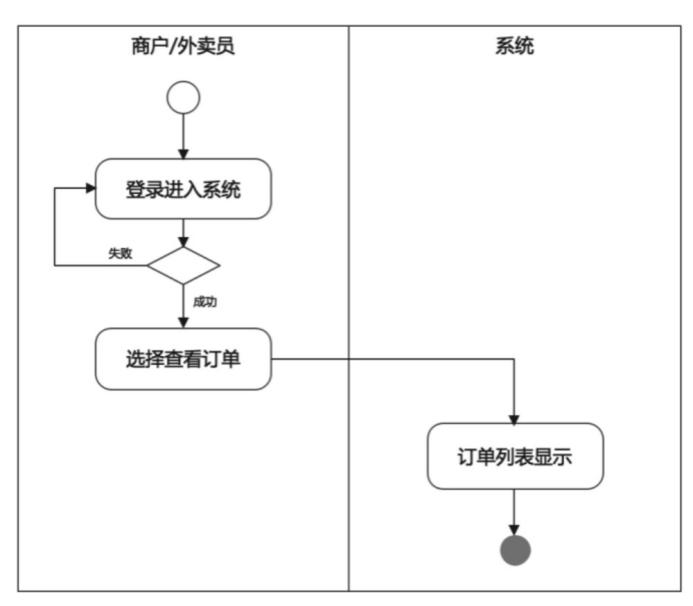 商户/外卖员
系统
登录进入系统
失败
成功
选择查看订单
订单列表显示